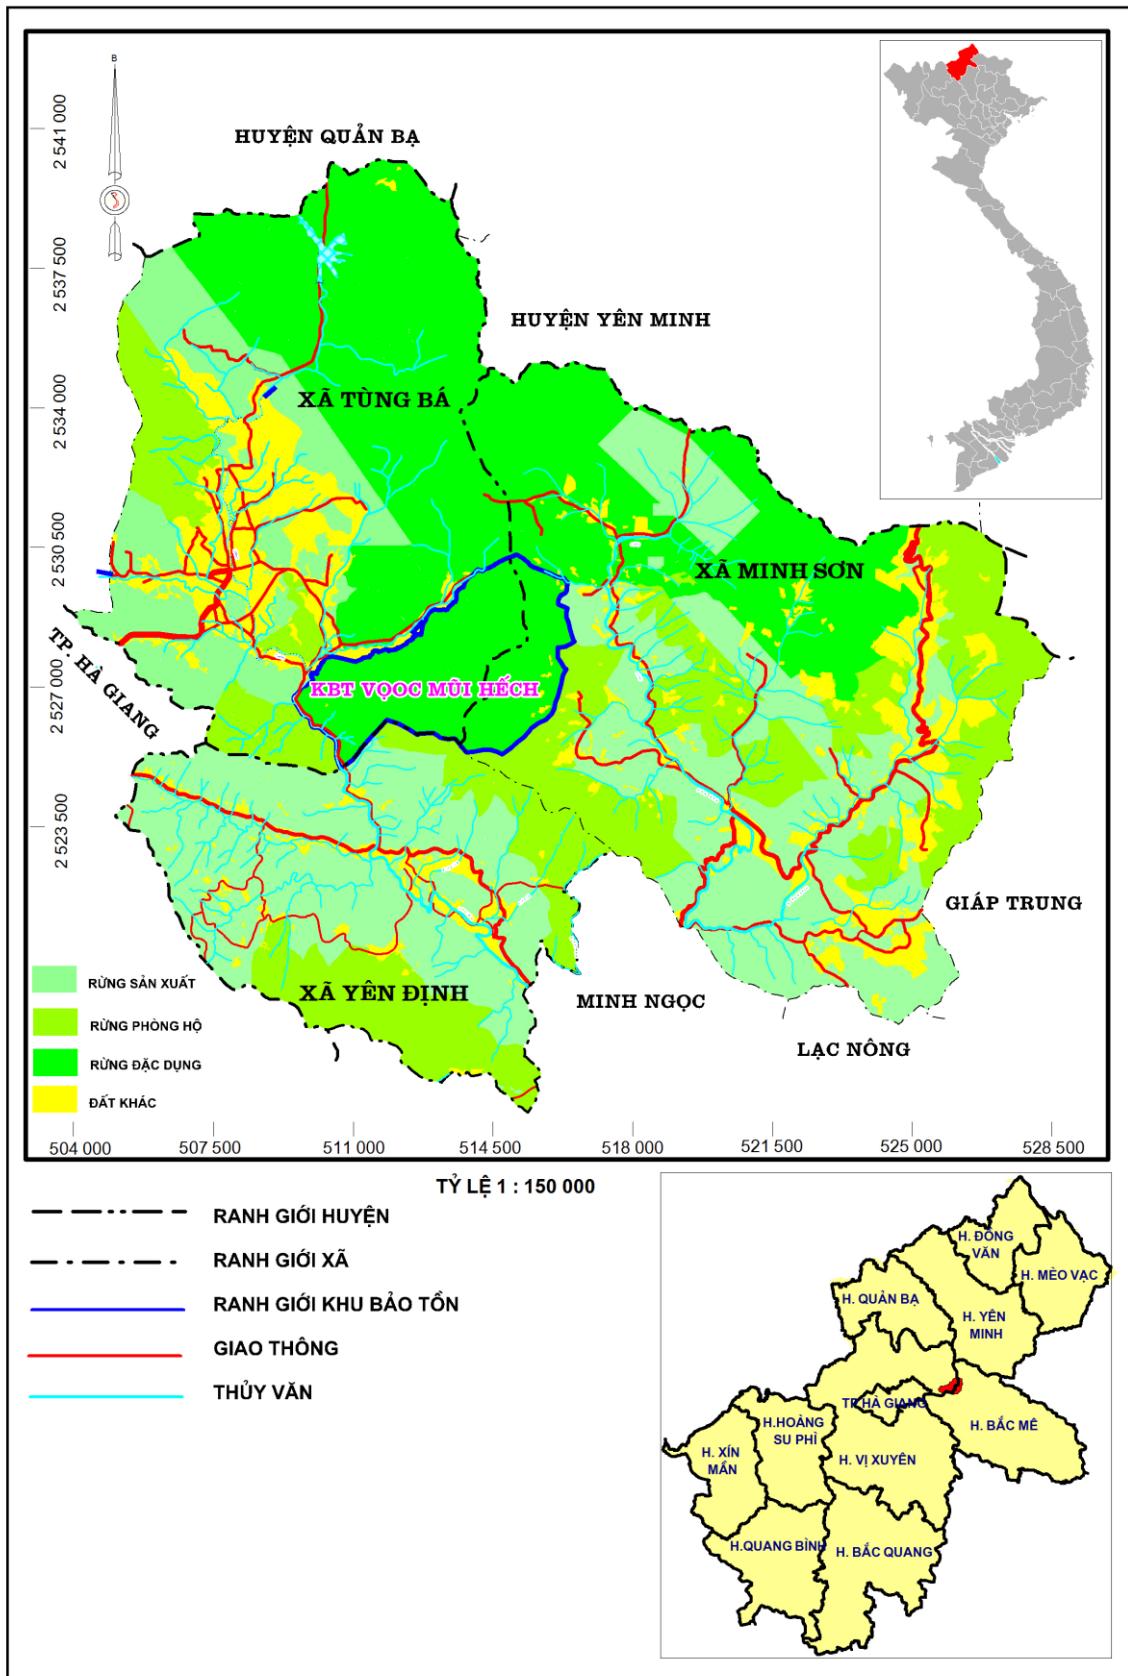 B
HUYỆN QUẢN BẠ
HUYỆN YÊN MINH
XÃ TÙNG BÁ
XÃ MINH SƠN
TP. HÀ GIANG
KBT VỌOC MŨI HẾCH
GIÁP TRUNG
XÃ YÊN ĐỊNH
MINH NGỌC
LẠC NÔNG
2 541 000
2 537 500
2 534 000
2 530 500
2 527 000
2 523 500
RỪNG SẢN XUẤT
RỪNG PHÒNG HỘ
RỪNG ĐẶC DỤNG
ĐẤT KHÁC
504 000
507 500
511 000
514 500
518 000
521 500
525 000
528 500
TỶ LỆ 1 : 150 000
RANH GIỚI HUYỆN
RANH GIỚI XÃ
RANH GIỚI KHU BẢO TỒN
GIAO THÔNG
THỦY VĂN
H. ĐỒNG
VĂN
H. MÈO VẠC
H. QUẢN BẠ
H. YÊN
MINH
TP HÀ GIANG
H. BẮC MÊ
H.HOÀNG
SU PHÌ
H. XÍN
MẦN
H. VỊ XUYÊN
H.QUANG BÌNH
H. BẮC QUANG